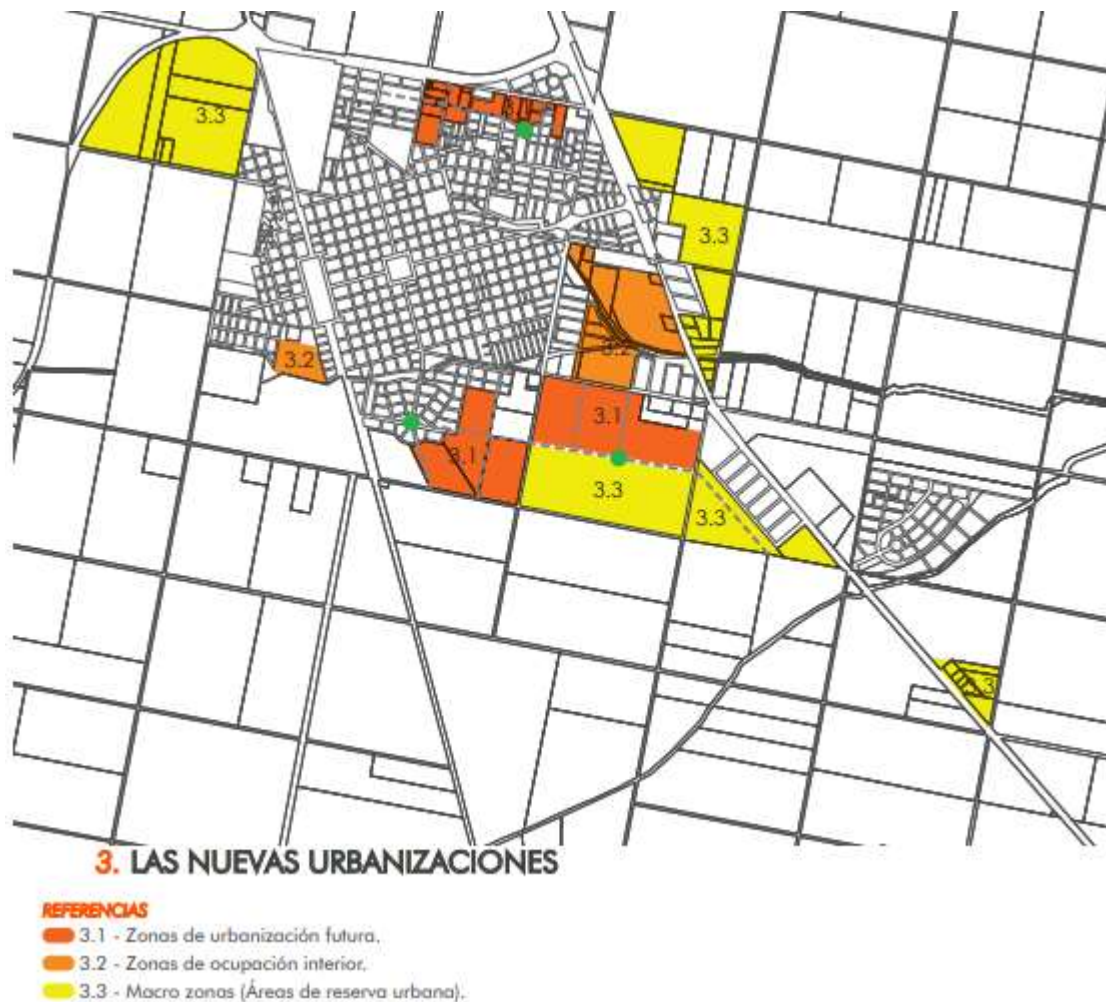 3.3
3.3
3.2
3.2
3.1
3.1
3.3
3.3
3. LAS NUEVAS URBANIZACIONES
REFERENCIAS
3.1 - Zonas de urbanización futura.
3.2 - Zonas de ocupación interior.
3.3 - Macro zonas (Áreas de reserva urbana).